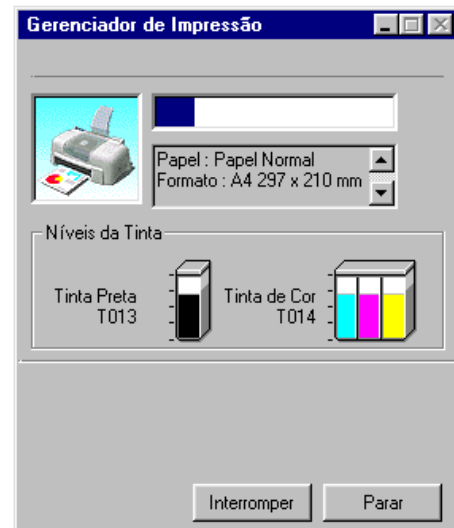 Gerenciador de Impressão
Papel : Papel Normal
Formato : A4 297 x 210 mm
Níveis da Tinta
Tinta Preta
T013
Tinta de Cor
T014
Interromper
Parar